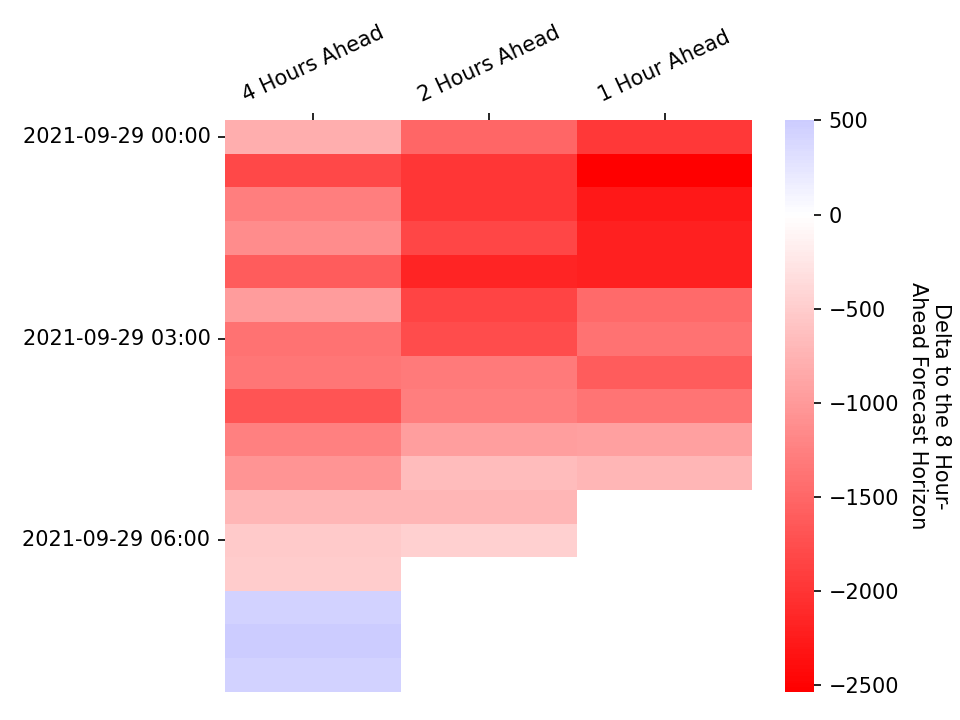 4 Hours Ahead
2 Hours Ahead
1 Hour Ahead
2021-09-29 00:00
2021-09-29 03:00
2021-09-29 06:00
500
0
−500
−1000
−1500
−2000
−2500
Delta to the 8 Hour-
Ahead Forecast Horizon